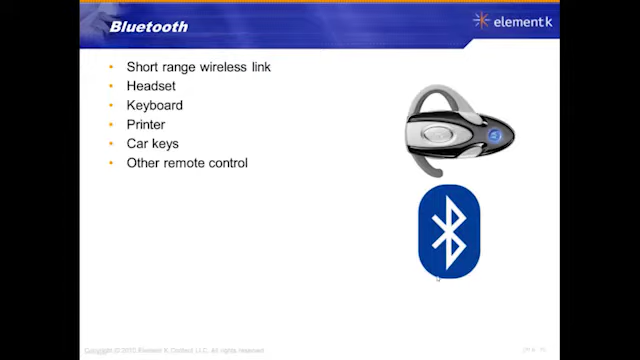 Bluetooth
element k
• Short range wireless link
• Headset
• Keyboard
• Printer
• Car keys
• Other remote control
Copyright © 2010 Element K Content LLC. All rights reserved